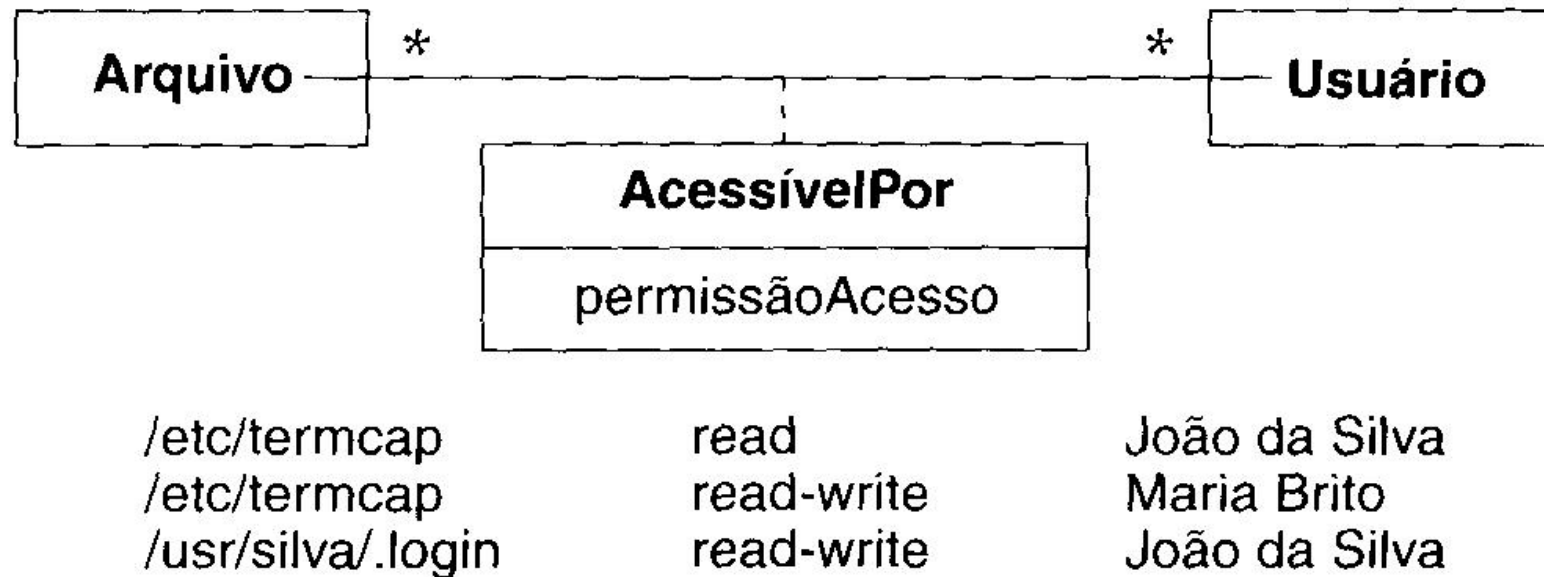 Arquivo * * Usuário
AcessívelPor
permissãoAcesso
/etc/termcap read João da Silva
/etc/termcap read-write Maria Brito
/usr/silva/.login read-write João da Silva